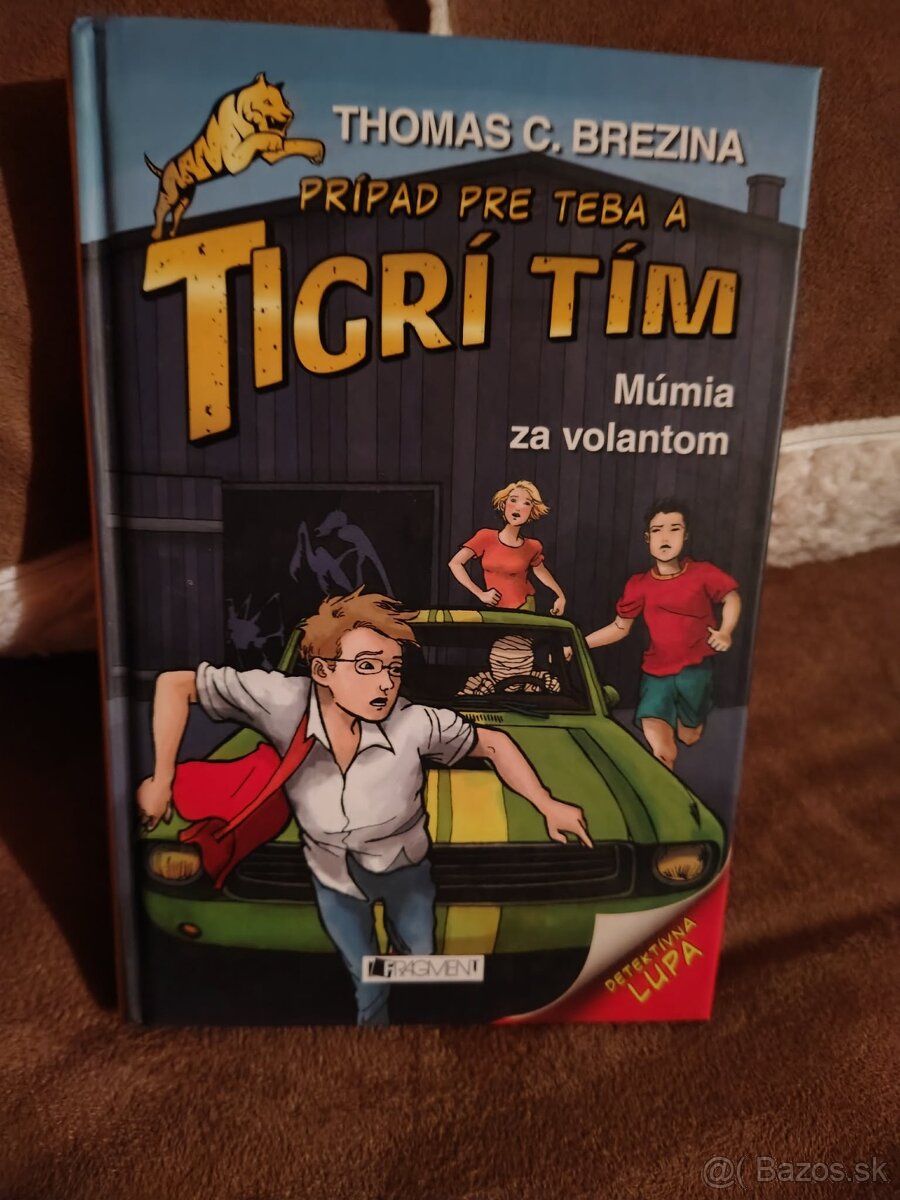 THOMAS C. BREZINA
PRÍPAD PRE TEBA A
TIGRÍ TÍM
Múmia
za volantom
FRAGMENT
DETEKTÍVNA
LUPA
@( Bazos.sk